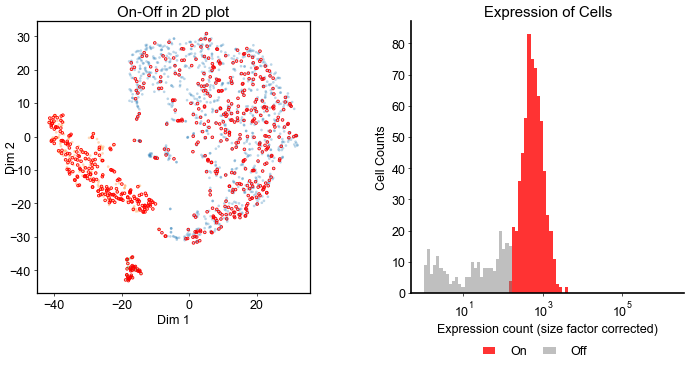 On-Off in 2D plot
30
20
10
0
−10
−20
−30
−40
Dim 2
−40 −20 0 20
Dim 1
Expression of Cells
80
70
60
50
40
30
20
10
0
Cell Counts
10^1 10^3 10^5
Expression count (size factor corrected)
On Off